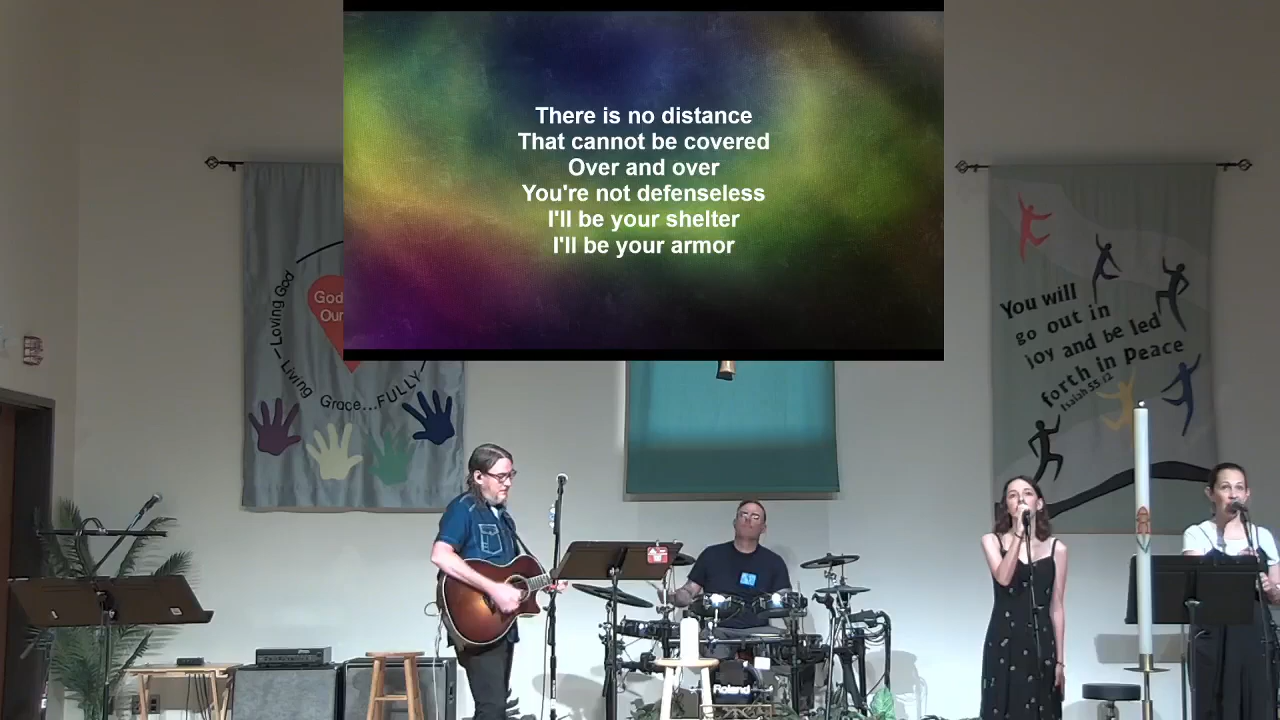 There is no distance
That cannot be covered
Over and over
You're not defenseless
I'll be your shelter
I'll be your armor
Loving God
God
Our
Living Grace...FULLY
You will
go out in
joy and be led
forth in Peace
Isaiah 55:12
Roland